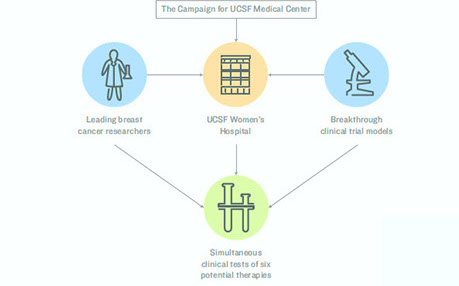 The Campaign for UCSF Medical Center
Leading breast
cancer researchers
UCSF Women's
Hospital
Breakthrough
clinical trial models
Simultaneous
clinical tests of six
potential therapies